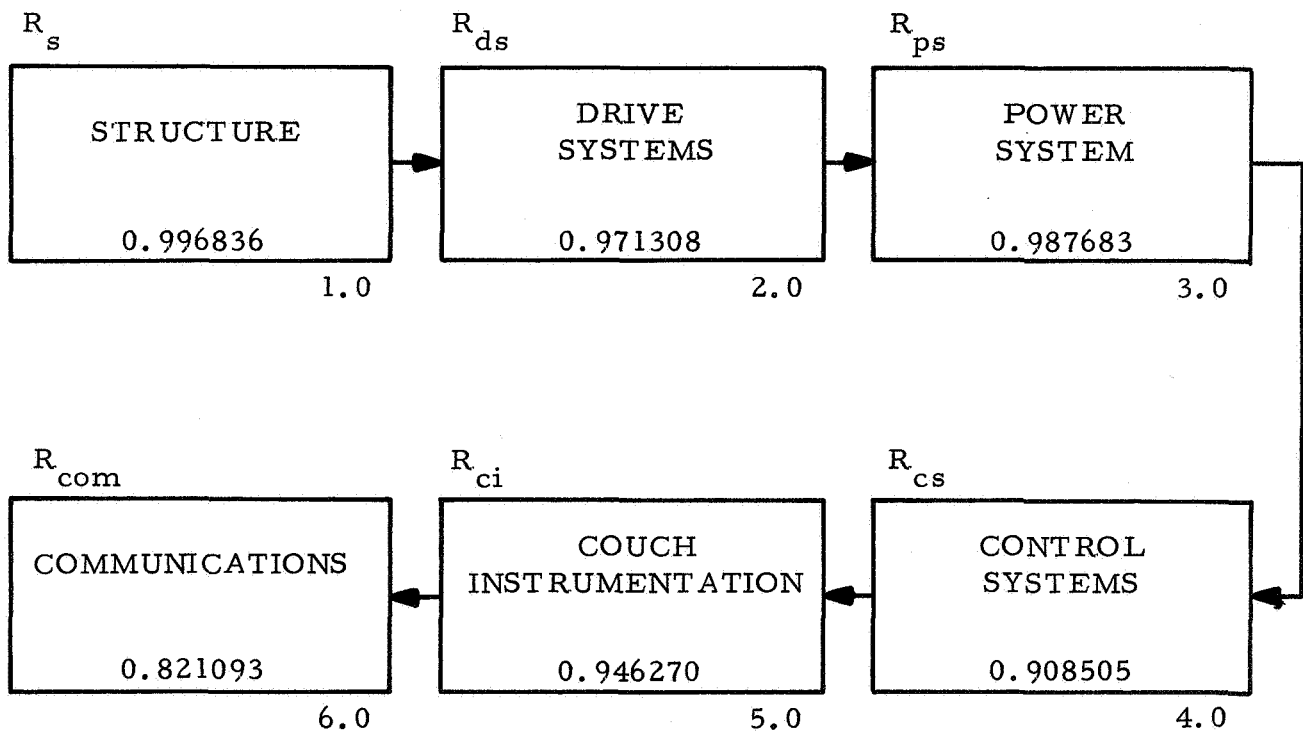 R_s
STRUCTURE
0.996836
1.0
R_ds
DRIVE
SYSTEMS
0.971308
2.0
R_ps
POWER
SYSTEM
0.987683
3.0
R_cs
CONTROL
SYSTEMS
0.908505
4.0
R_ci
COUCH
INSTRUMENTATION
0.946270
5.0
R_com
COMMUNICATIONS
0.821093
6.0